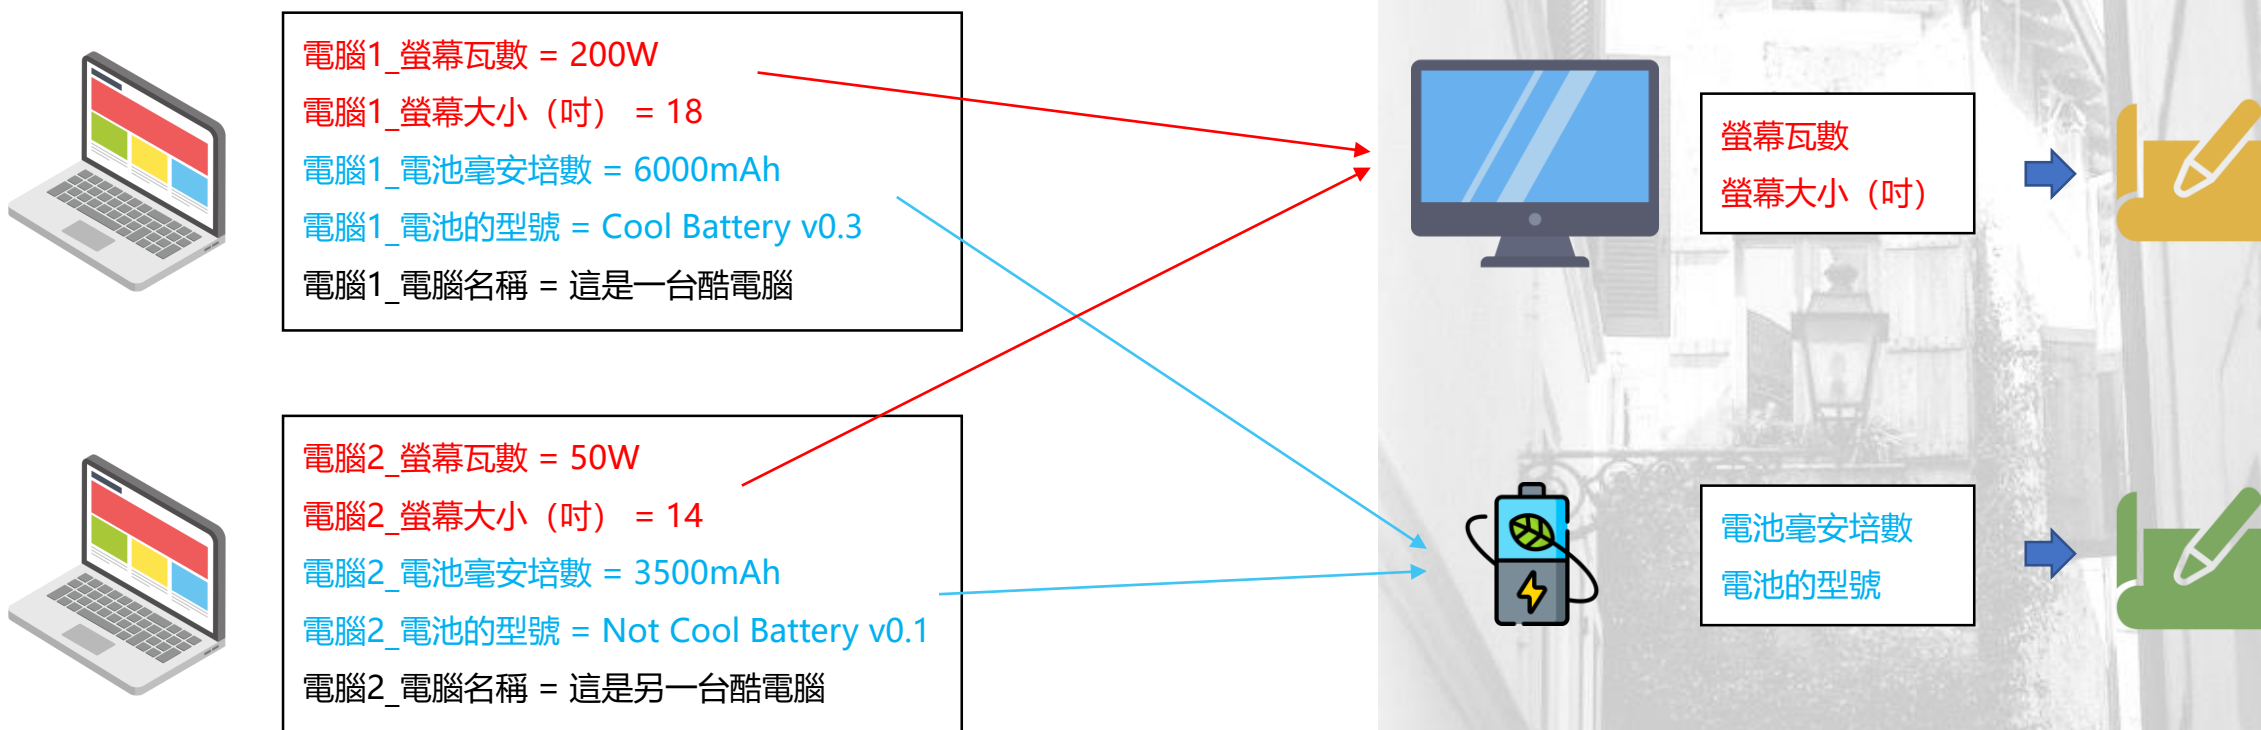 電腦1_螢幕瓦數 = 200W
電腦1_螢幕大小（吋） = 18
電腦1_電池毫安培數 = 6000mAh
電腦1_電池的型號 = Cool Battery v0.3
電腦1_電腦名稱 = 這是一台酷電腦
螢幕瓦數
螢幕大小（吋）
電腦2_螢幕瓦數 = 50W
電腦2_螢幕大小（吋） = 14
電腦2_電池毫安培數 = 3500mAh
電腦2_電池的型號 = Not Cool Battery v0.1
電腦2_電腦名稱 = 這是另一台酷電腦
電池毫安培數
電池的型號